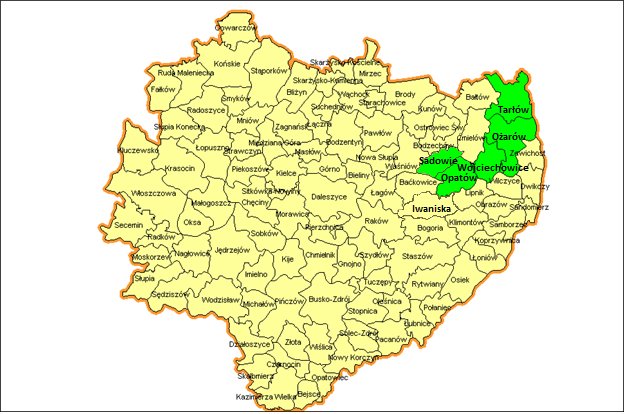 Gowarczów
Skarżysko Kościelne
Końskie
Ruda Maleniecka
Stąporków
Mirzec
Skarżysko-Kamienna
Fałków
Bliżyn
Wąchock
Brody
Bałtów
Smyków
Starachowice
Tarłów
Radoszyce
Suchedniów
Kunów
Mniów
Łączna
Słupia Konecka
Zagnańsk
Pawłów
Ostrowiec Św.
Ożarów
Miedziana Góra
Bodzentyn
Ćmielów
Łopuszno
Strawczyn
Masłów
Bodzechów
Kluczewsko
Nowa Słupia
Zawichost
Sadowie
Krasocin
Piekoszów
Kielce
Górno
Waśniów
Wojciechowice
Bieliny
Opatów
Baćkowice
Wilczyce
Dwikozy
Włoszczowa
Sitkówka-Nowiny
Łagów
Lipnik
Małogoszcz
Chęciny
Daleszyce
Iwaniska
Obrazów
Sandomierz
Morawica
Oksa
Raków
Klimontów
Samborzec
Secemin
Pierzchnica
Bogoria
Radków
Sobków
Koprzywnica
Jędrzejów
Moskorzew
Nagłowice
Kije
Chmielnik
Szydłów
Staszów
Łoniów
Gnojno
Słupia
Imielno
Osiek
Tuczępy
Rytwiany
Sędziszów
Wodzisław
Pińczów
Busko-Zdrój
Oleśnica
Michałów
Połaniec
Stopnica
Łubnice
Solec-Zdrój
Działoszyce
Złota
Wiślica
Pacanów
Nowy Korczyn
Czarnocin
Skalbmierz
Opatowiec
Bejsce
Kazimierza Wielka